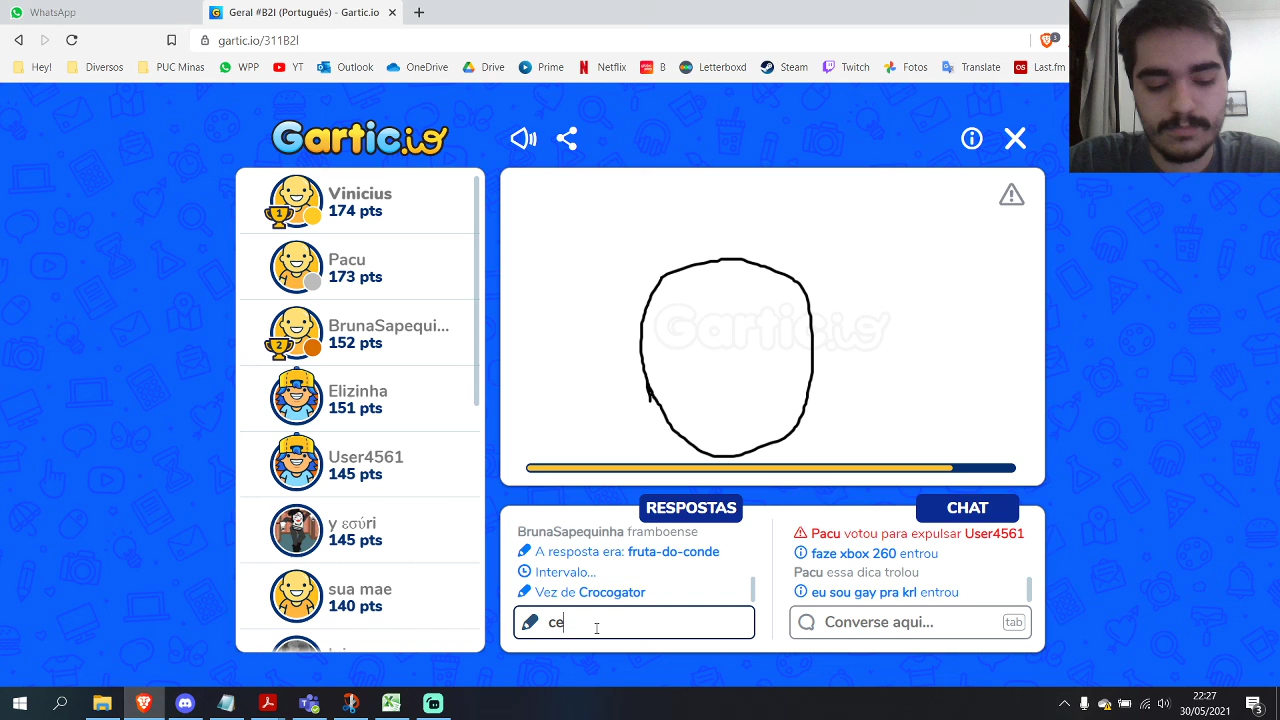 WhatsApp
Geral #B2I (Português) - Gartic.io
gartic.io/311B2l
Hey!
Diversos
PUC Minas
WPP
YT
Outlook
OneDrive
Drive
Prime
Netflix
B
Letterboxd
Steam
Twitch
Fotos
Translate
Last.fm
Gartic.io
Vinicius
174 pts
Pacu
173 pts
BrunaSapequi...
152 pts
Elizinha
151 pts
User4561
145 pts
y εσύri
145 pts
sua mae
140 pts
Gartic.io
RESPOSTAS
BrunaSapequinha framboense
A resposta era: fruta-do-conde
Intervalo...
Vez de Crocogator
ce
CHAT
Pacu votou para expulsar User4561
faze xbox 260 entrou
Pacu essa dica trolou
eu sou gay pra krl entrou
Converse aqui...
tab
22:27
30/05/2021